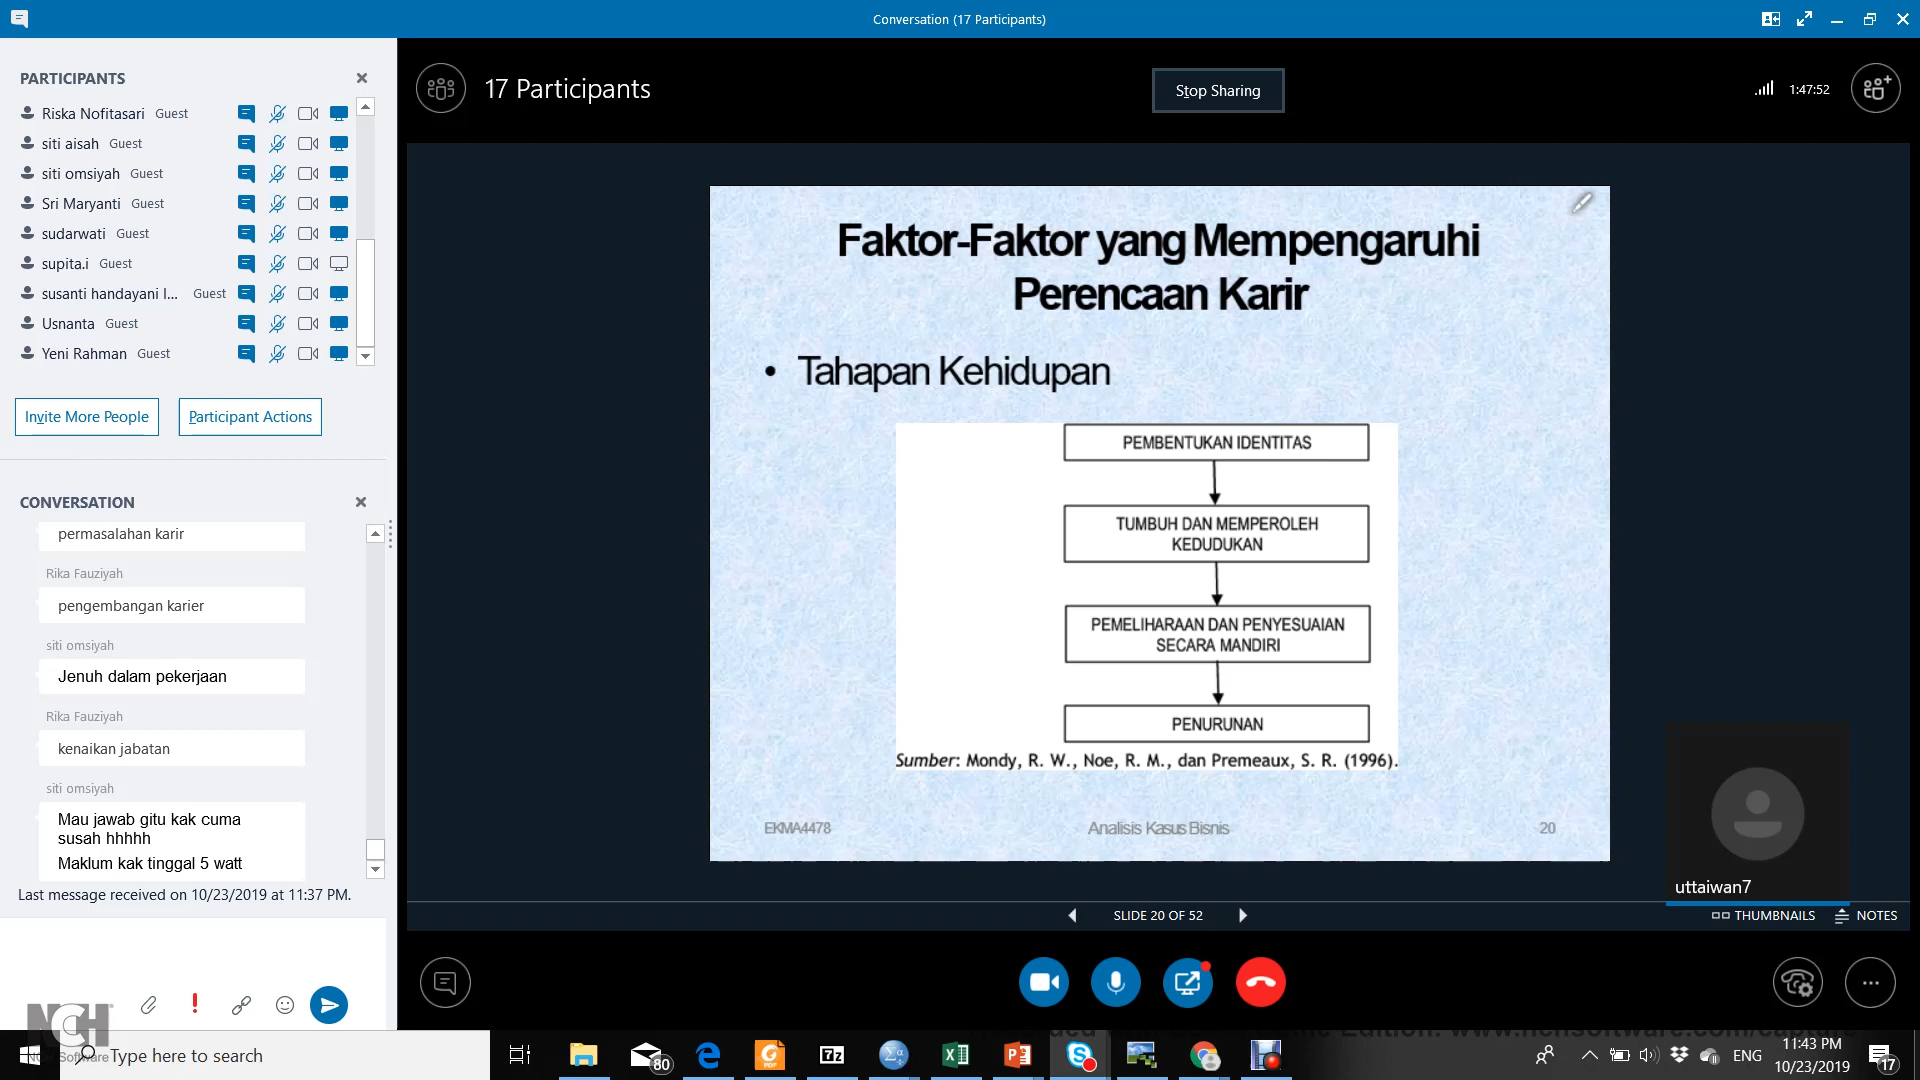 Conversation (17 Participants)
PARTICIPANTS
Riska Nofitasari Guest
siti aisah Guest
siti omsiyah Guest
Sri Maryanti Guest
sudarwati Guest
supita.i Guest
susanti handayani l... Guest
Usnanta Guest
Yeni Rahman Guest
Invite More People
Participant Actions
CONVERSATION
permasalahan karir
Rika Fauziyah
pengembangan karier
siti omsiyah
Jenuh dalam pekerjaan
Rika Fauziyah
kenaikan jabatan
siti omsiyah
Mau jawab gitu kak cuma
susah hhhhh
Maklum kak tinggal 5 watt
Last message received on 10/23/2019 at 11:37 PM.
17 Participants
Stop Sharing
1:47:52
Faktor-Faktor yang Mempengaruhi
Perencaan Karir
• Tahapan Kehidupan
PEMBENTUKAN IDENTITAS
TUMBUH DAN MEMPEROLEH
KEDUDUKAN
PEMELIHARAAN DAN PENYESUAIAN
SECARA MANDIRI
PENURUNAN
Sumber: Mondy, R. W., Noe, R. M., dan Premeaux, S. R. (1996).
EKMA4478 Analisis Kasus Bisnis 20
uttaiwan7
SLIDE 20 OF 52
THUMBNAILS
NOTES
NCH
Software
Type here to search
80
ENG
11:43 PM
10/23/2019
17